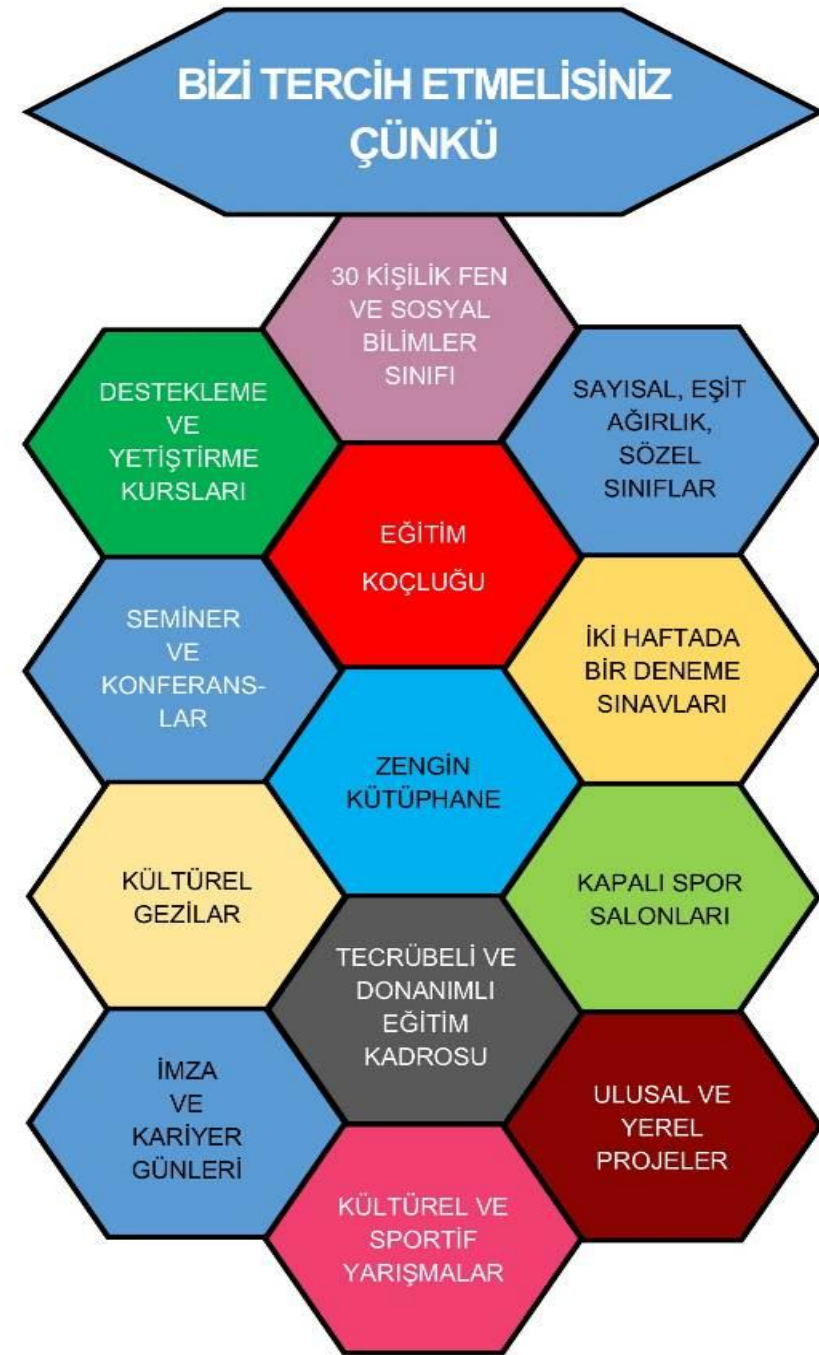 BİZİ TERCİH ETMELİSİNİZ
ÇÜNKÜ
30 KİŞİLİK FEN
VE SOSYAL
BİLİMLER
SINIFI
DESTEKLEME
VE
YETİŞTİRME
KURSLARI
SAYISAL, EŞİT
AĞIRLIK,
SÖZEL
SINIFLAR
EĞİTİM
KOÇLUĞU
SEMİNER
VE
KONFERANS-
LAR
İKİ HAFTADA
BİR DENEME
SINAVLARI
ZENGİN
KÜTÜPHANE
KÜLTÜREL
GEZİLAR
KAPALI SPOR
SALONLARI
TECRÜBELİ VE
DONANIMLI
EĞİTİM
KADROSU
İMZA
VE
KARİYER
GÜNLERİ
ULUSAL VE
YEREL
PROJELER
KÜLTÜREL VE
SPORTİF
YARIŞMALAR